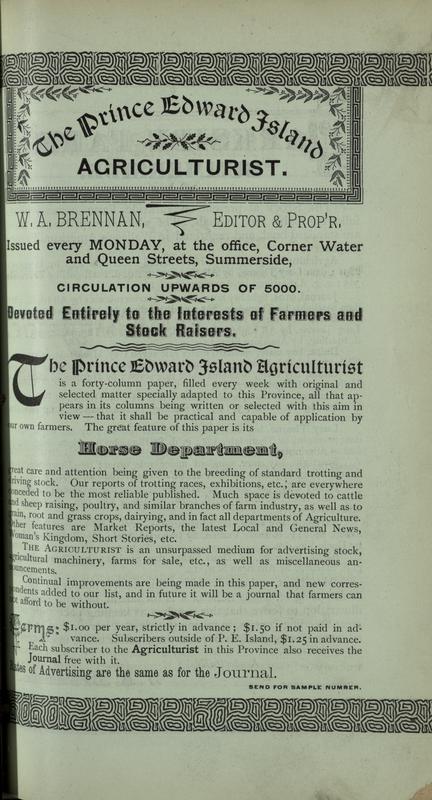 The Prince Edward Island
AGRICULTURIST.
W. A. BRENNAN, EDITOR & PROP'R,
Issued every MONDAY, at the office, Corner Water
and Queen Streets, Summerside,
CIRCULATION UPWARDS OF 5000.
Devoted Entirely to the Interests of Farmers and
Stock Raisers.
The Prince Edward Island Agriculturist
is a forty-column paper, filled every week with original and
selected matter specially adapted to this Province, all that ap-
pears in its columns being written or selected with this aim in
view — that it shall be practical and capable of application by
our own farmers. The great feature of this paper is its
Horse Department,
great care and attention being given to the breeding of standard trotting and
driving stock. Our reports of trotting races, exhibitions, etc., are everywhere
conceded to be the most reliable published. Much space is devoted to cattle
and sheep raising, poultry, and similar branches of farm industry, as well as to
grain, root and grass crops, dairying, and in fact all departments of Agriculture.
Other features are Market Reports, the latest Local and General News,
Woman's Kingdom, Short Stories, etc.
THE AGRICULTURIST is an unsurpassed medium for advertising stock,
agricultural machinery, farms for sale, etc., as well as miscellaneous an-
nouncements.
Continual improvements are being made in this paper, and new corres-
pondents added to our list, and in future it will be a journal that farmers can
not afford to be without.
Terms: $1.00 per year, strictly in advance; $1.50 if not paid in ad-
vance. Subscribers outside of P. E. Island, $1.25 in advance.
Each subscriber to the Agriculturist in this Province also receives the
Journal free with it.
Rates of Advertising are the same as for the Journal.
SEND FOR SAMPLE NUMBER.